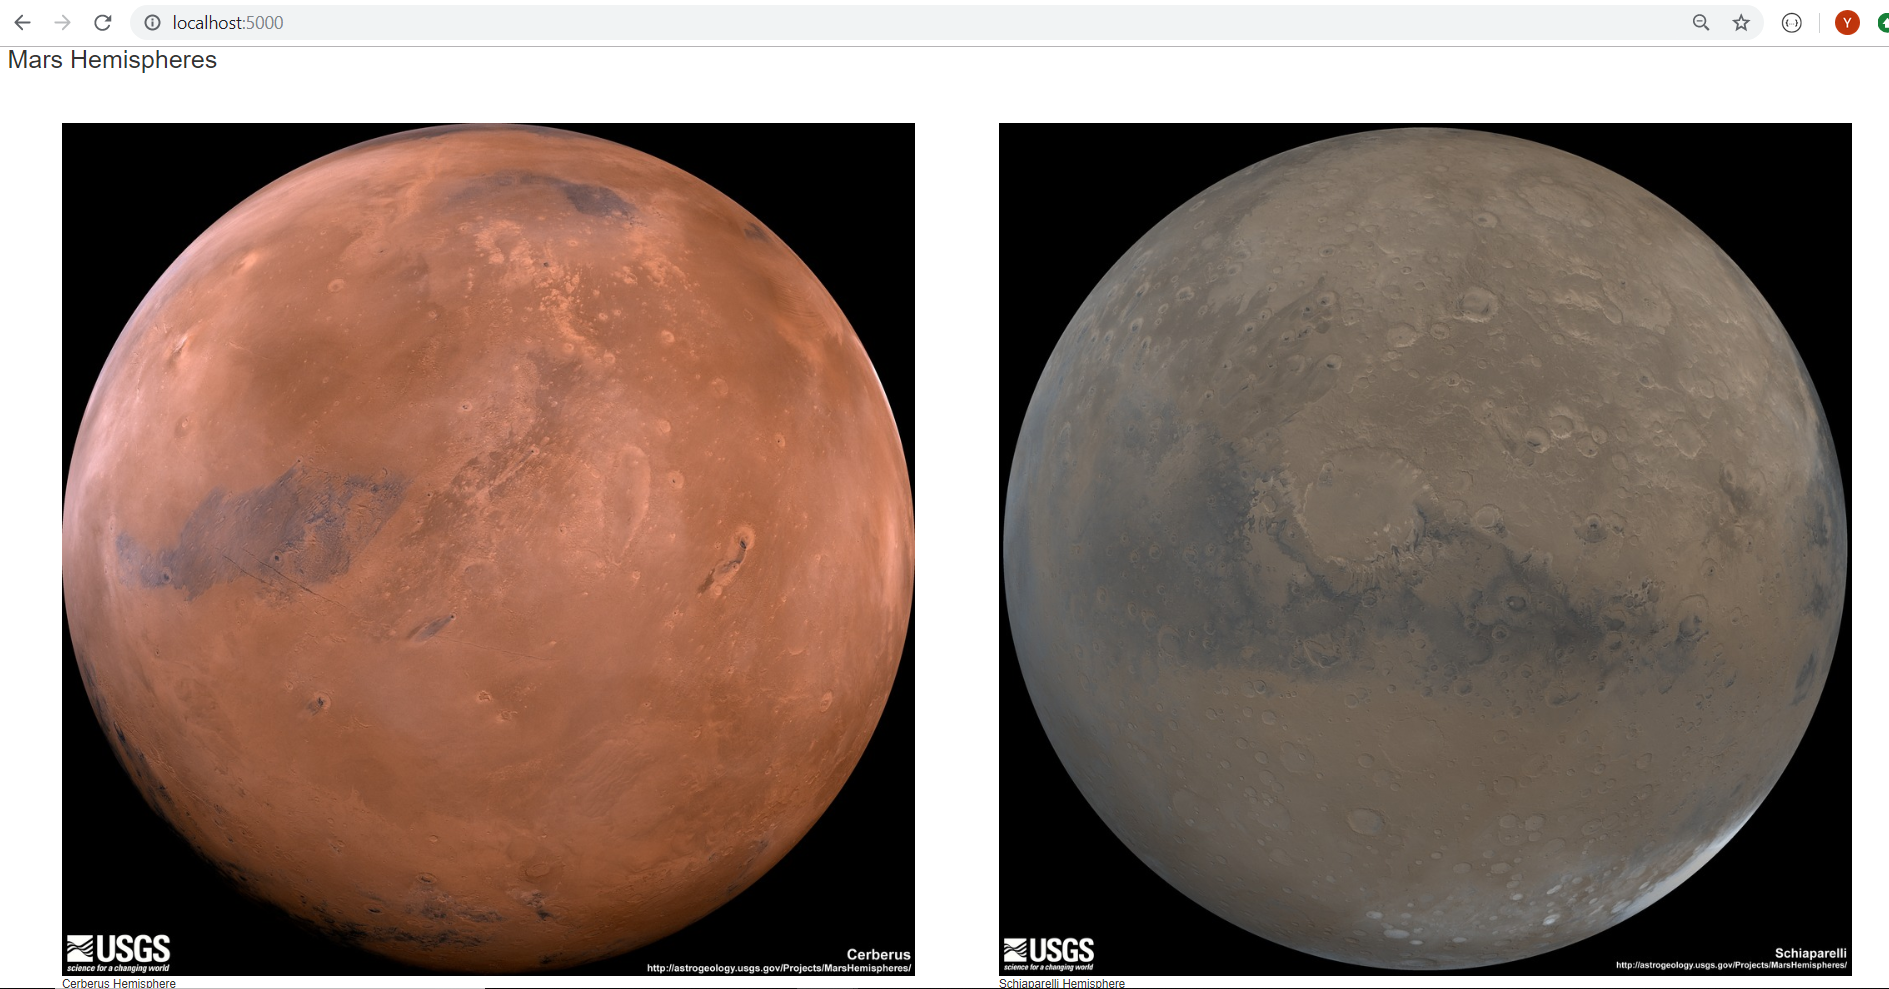 localhost:5000
Y
Mars Hemispheres
USGS
science for a changing world
Cerberus
http://astrogeology.usgs.gov/Projects/MarsHemispheres/
Cerberus Hemisphere
USGS
science for a changing world
Schiaparelli
http://astrogeology.usgs.gov/Projects/MarsHemispheres/
Schiaparelli Hemisphere